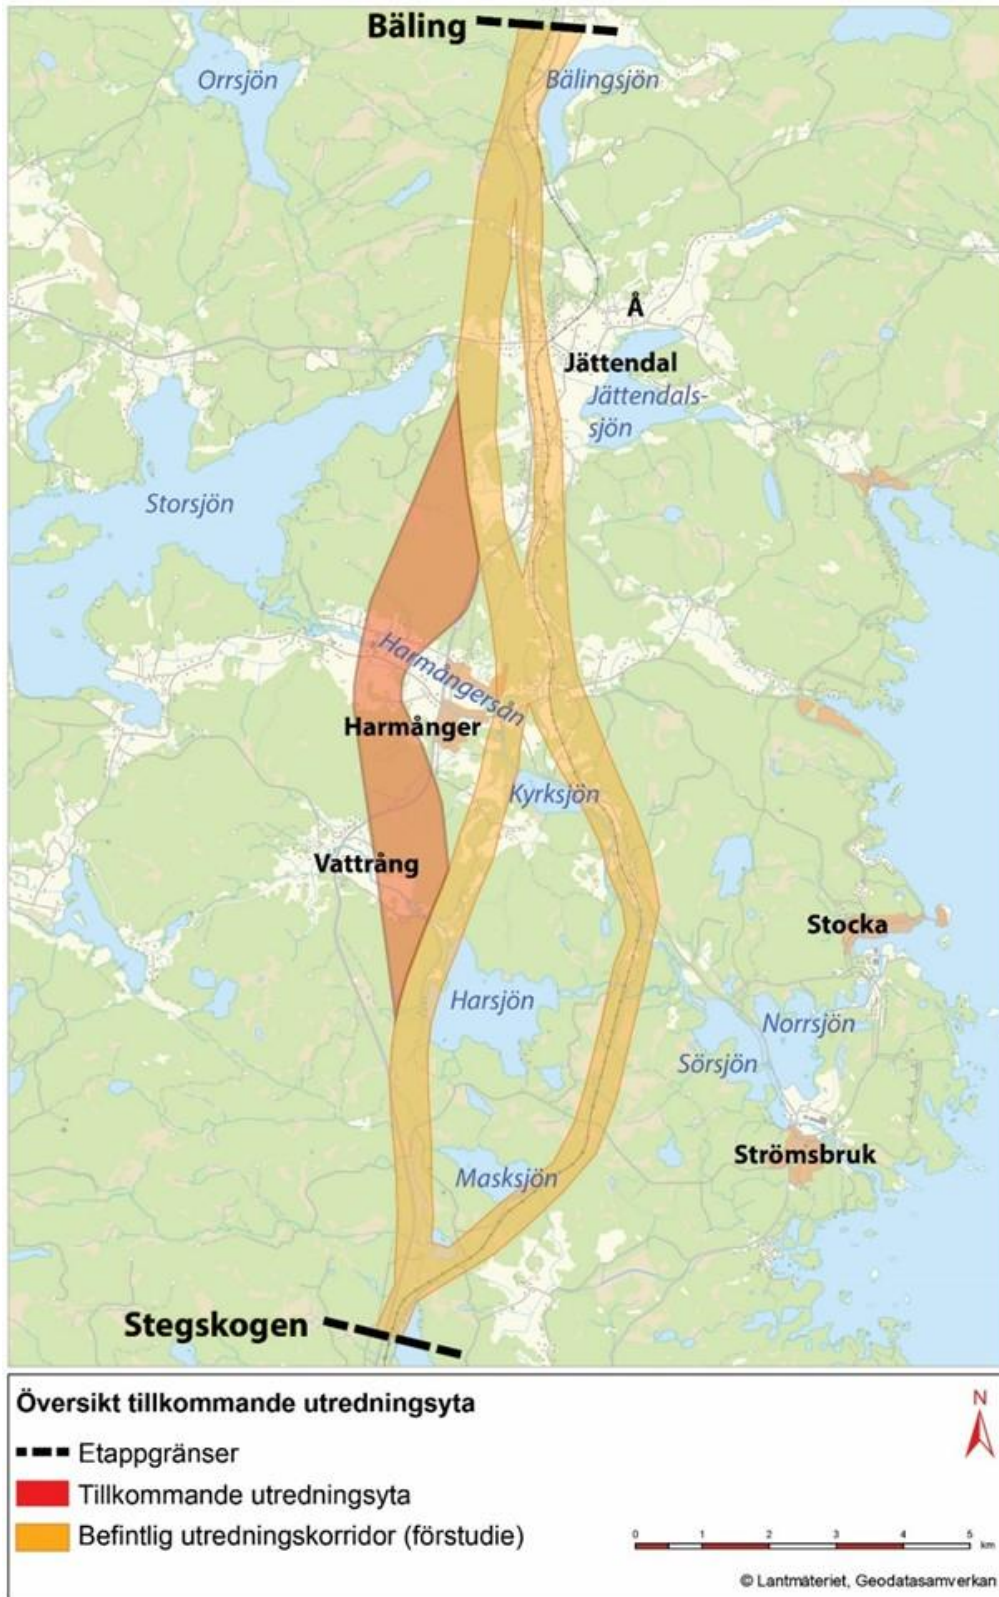 Bäling
Orrsjön
Bälingsjön
Å
Jättendal
Jättendals-
sjön
Storsjön
Harmångersån
Harmånger
Kyrksjön
Vattrång
Stocka
Harsjön
Norrsjön
Sörsjön
Strömsbruk
Masksjön
Stegskogen
Översikt tillkommande utredningsyta
Etappgränser
Tillkommande utredningsyta
Befintlig utredningskorridor (förstudie)
N
0 1 2 3 4 5
km
© Lantmäteriet, Geodatasamverkan